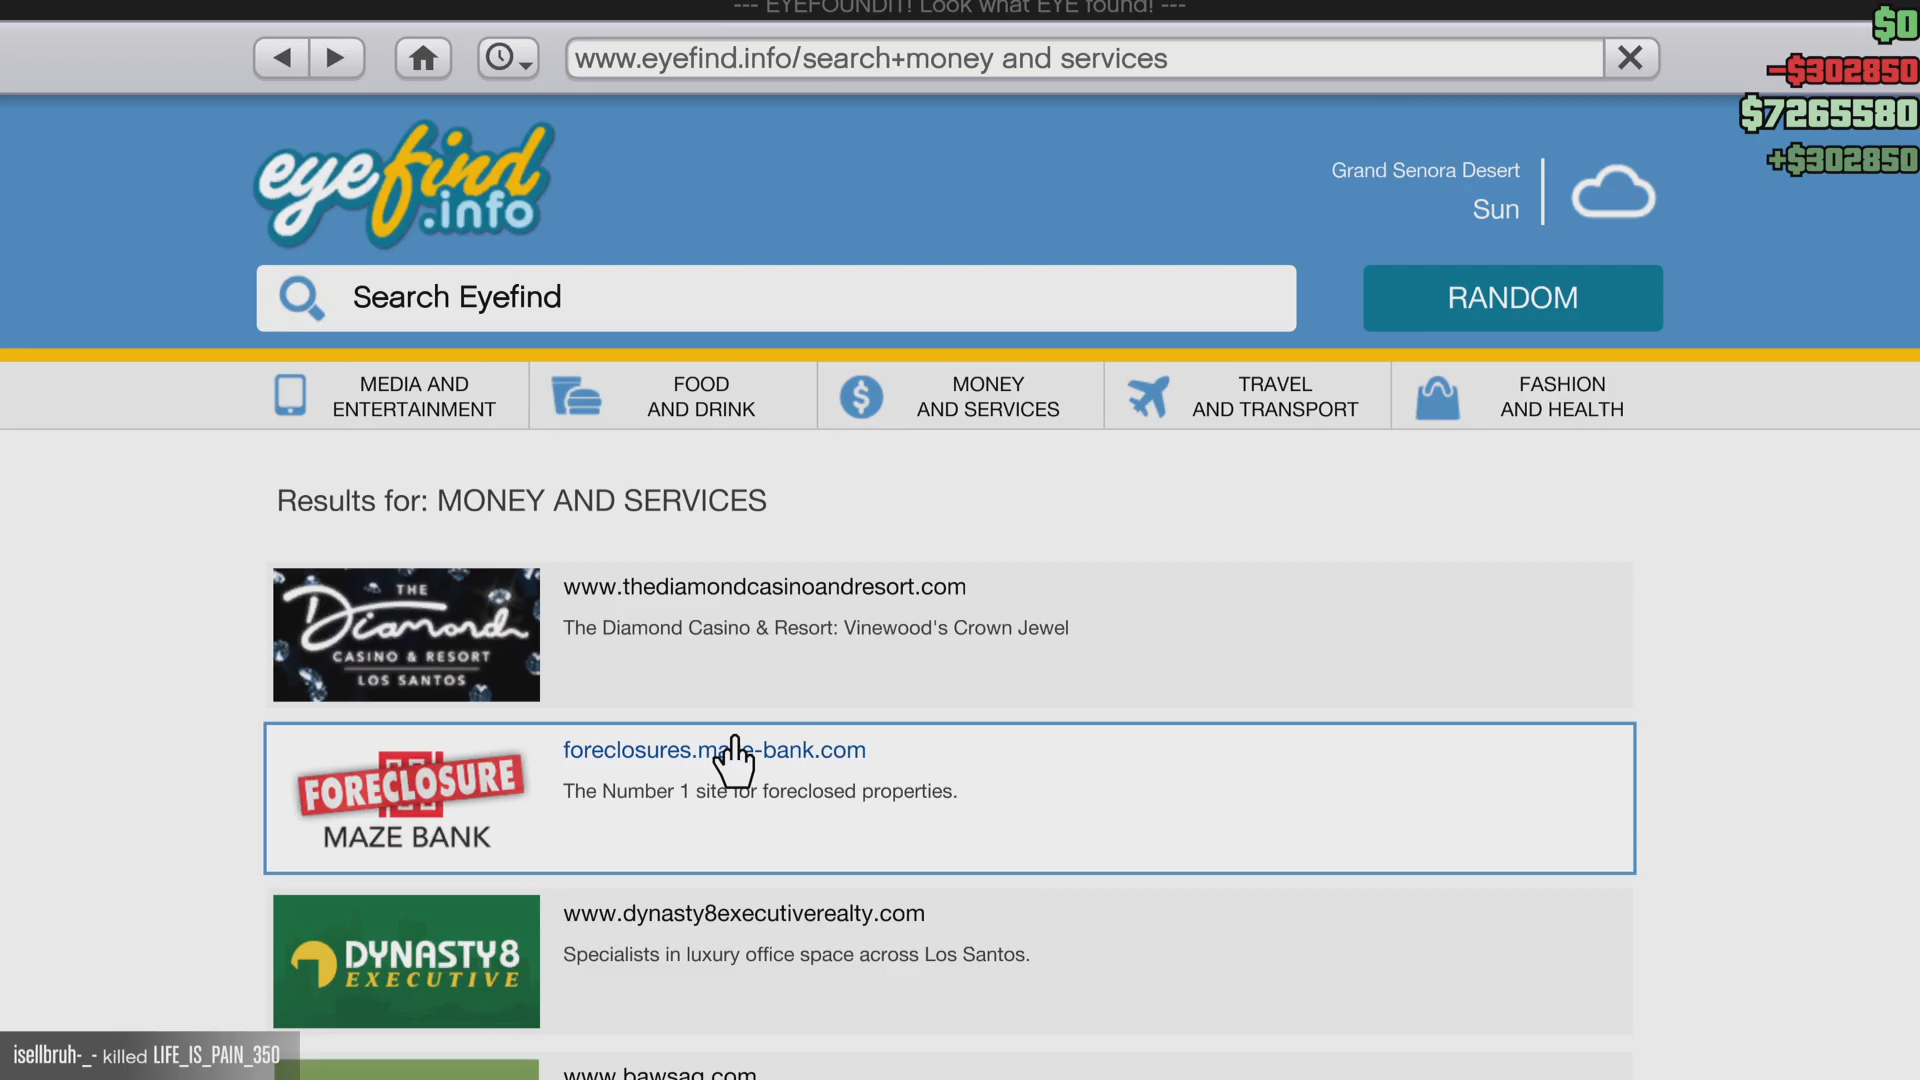 --- EYEFOUNDIT! Look what EYE found! ---
$0
www.eyefind.info/search+money and services
-$302850
$7265580
+$302850
eyefind
.info
Grand Senora Desert
Sun
Search Eyefind
RANDOM
MEDIA AND
ENTERTAINMENT
FOOD
AND DRINK
MONEY
AND SERVICES
TRAVEL
AND TRANSPORT
FASHION
AND HEALTH
Results for: MONEY AND SERVICES
THE
Diamond
CASINO & RESORT
LOS SANTOS
www.thediamondcasinoandresort.com
The Diamond Casino & Resort: Vinewood's Crown Jewel
FORECLOSURE
MAZE BANK
foreclosures.maze-bank.com
The Number 1 site for foreclosed properties.
DYNASTY8
EXECUTIVE
www.dynasty8executiverealty.com
Specialists in luxury office space across Los Santos.
isellbruh-_- killed LIFE_IS_PAIN_350
www.bawsaq.com